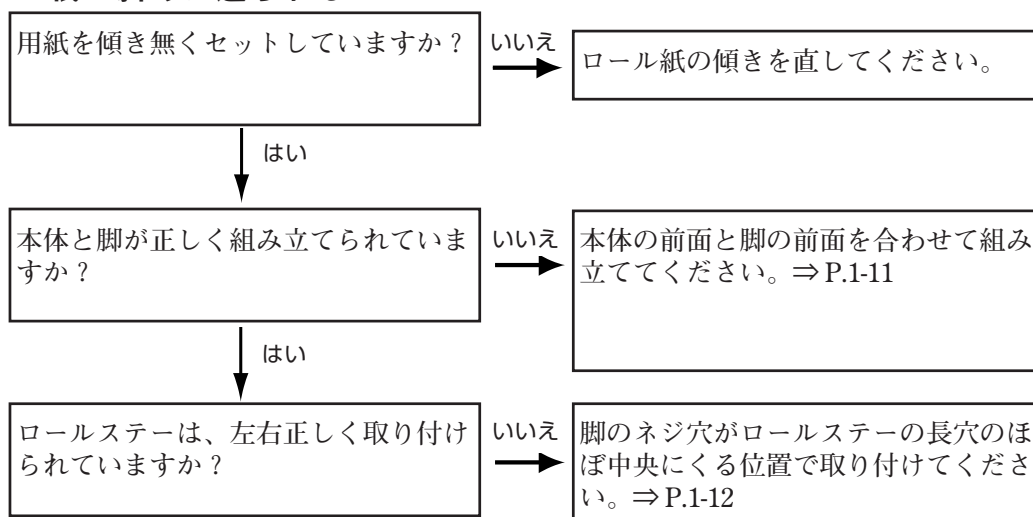 用紙を傾き無くセットしていますか？
いいえ
ロール紙の傾きを直してください。
はい
本体と脚が正しく組み立てられていま
すか？
いいえ
本体の前面と脚の前面を合わせて組み
立ててください。⇒P.1-11
はい
ロールステーは、左右正しく取り付け
られていますか？
いいえ
脚のネジ穴がロールステーの長穴のほ
ぼ中央にくる位置で取り付けてくださ
い。⇒P.1-12